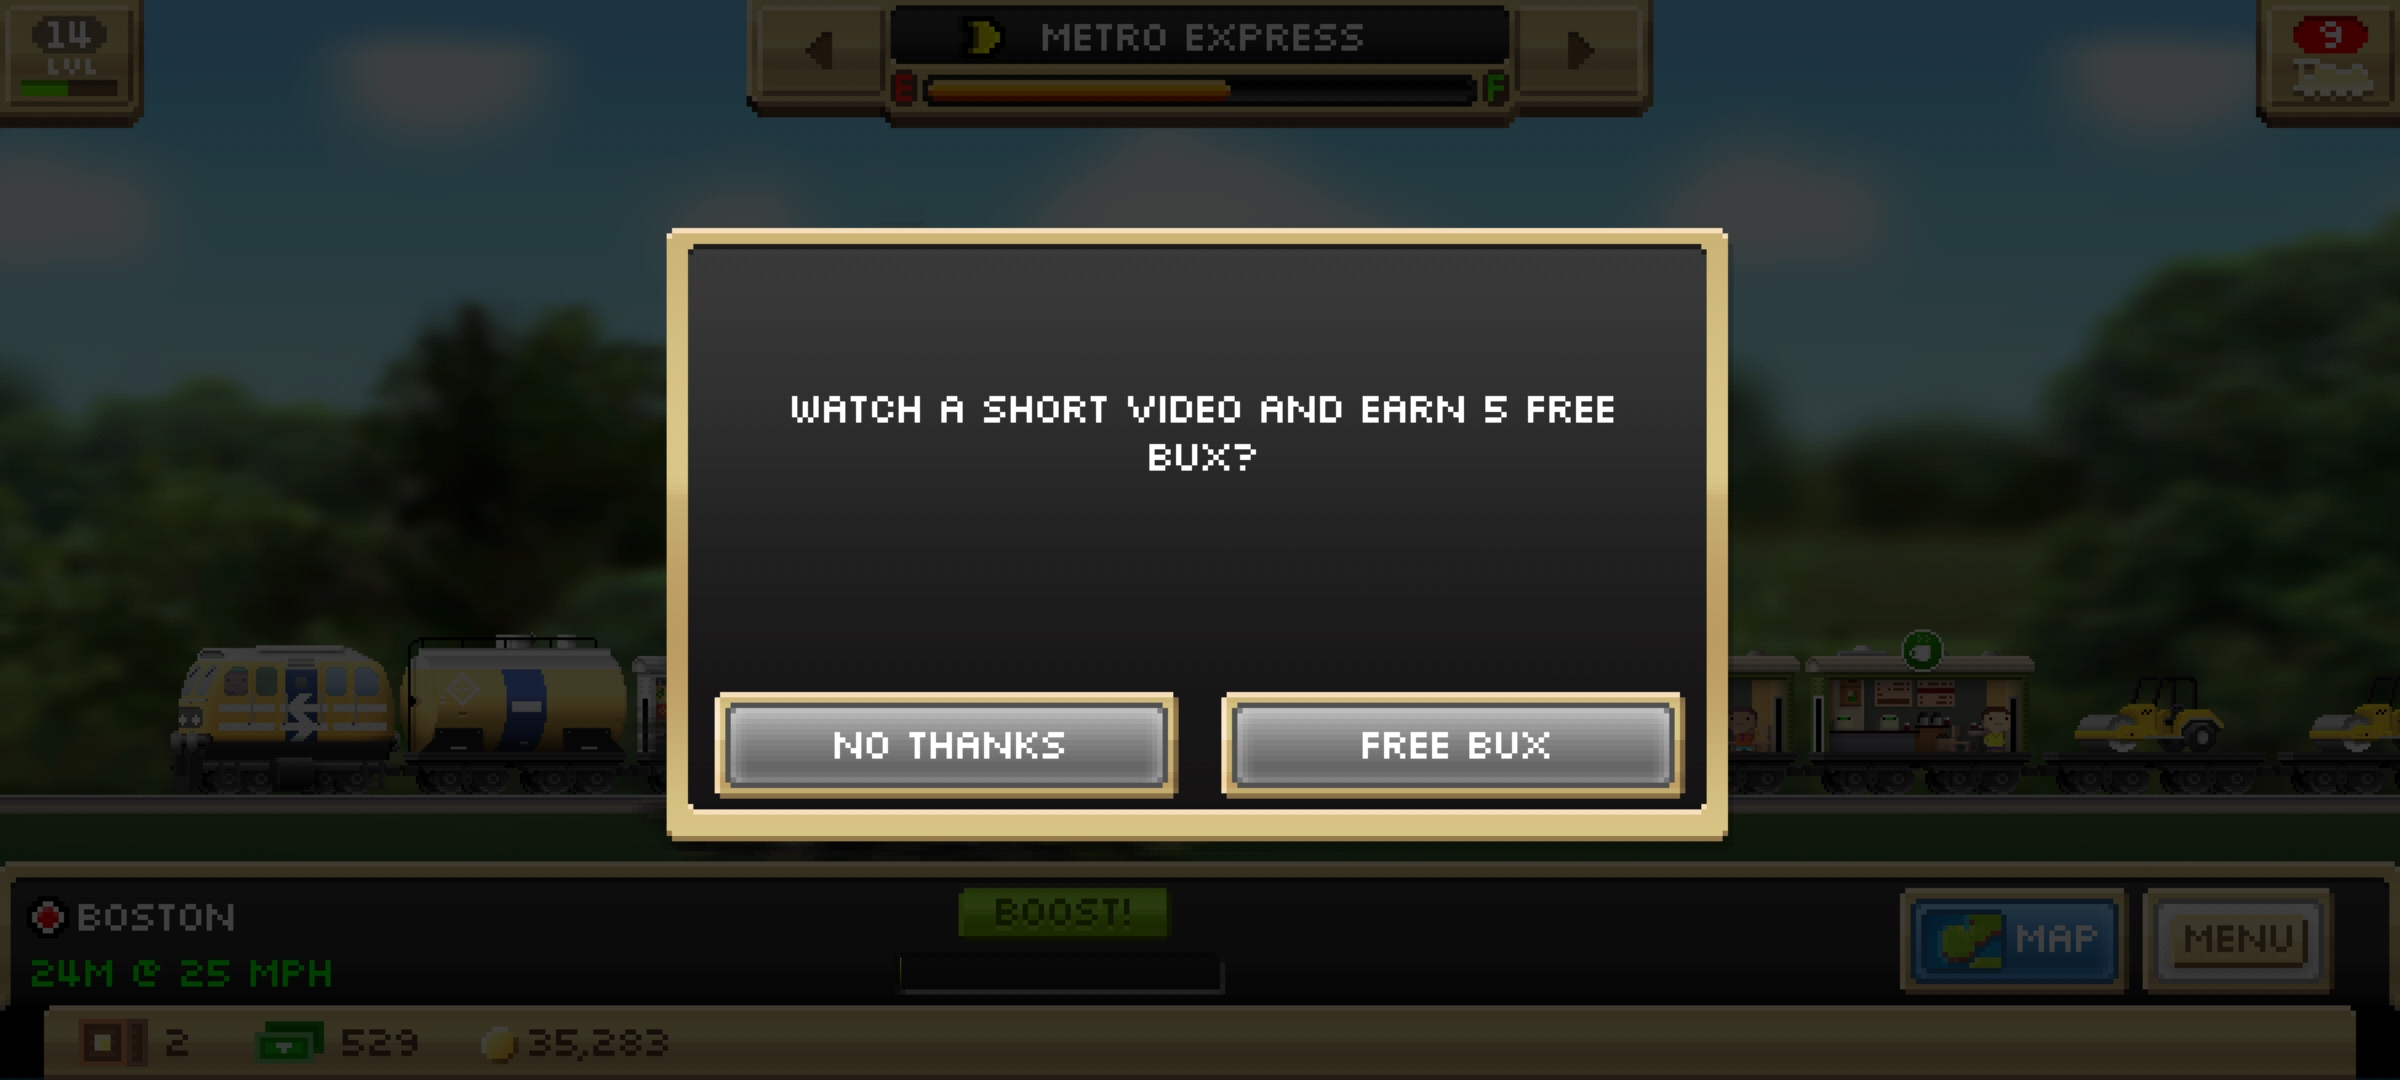 14
LVL
METRO EXPRESS
E
F
9
WATCH A SHORT VIDEO AND EARN 5 FREE
BUX?
NO THANKS
FREE BUX
BOSTON
24M @ 25 MPH
BOOST!
MAP
MENU
2
529
35,283